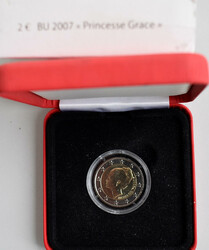 2 € BU 2007 « Princesse Grace »